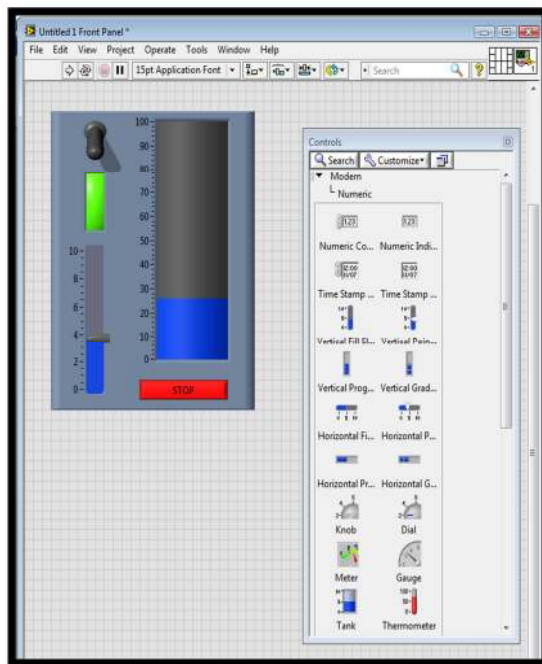 Untitled 1 Front Panel *
File Edit View Project Operate Tools Window Help
15pt Application Font Search
100
90
80
70
60
50
40
30
20
10
0
10
8
6
4
2
0
STOP
Controls
Search Customize
Modern
Numeric
Numeric Co... Numeric Indi...
Time Stamp ... Time Stamp ...
Vertical Fill Sl... Vertical Poin...
Vertical Prog... Vertical Grad...
Horizontal Fi... Horizontal P...
Horizontal Pr... Horizontal G...
Knob Dial
Meter Gauge
Tank Thermometer